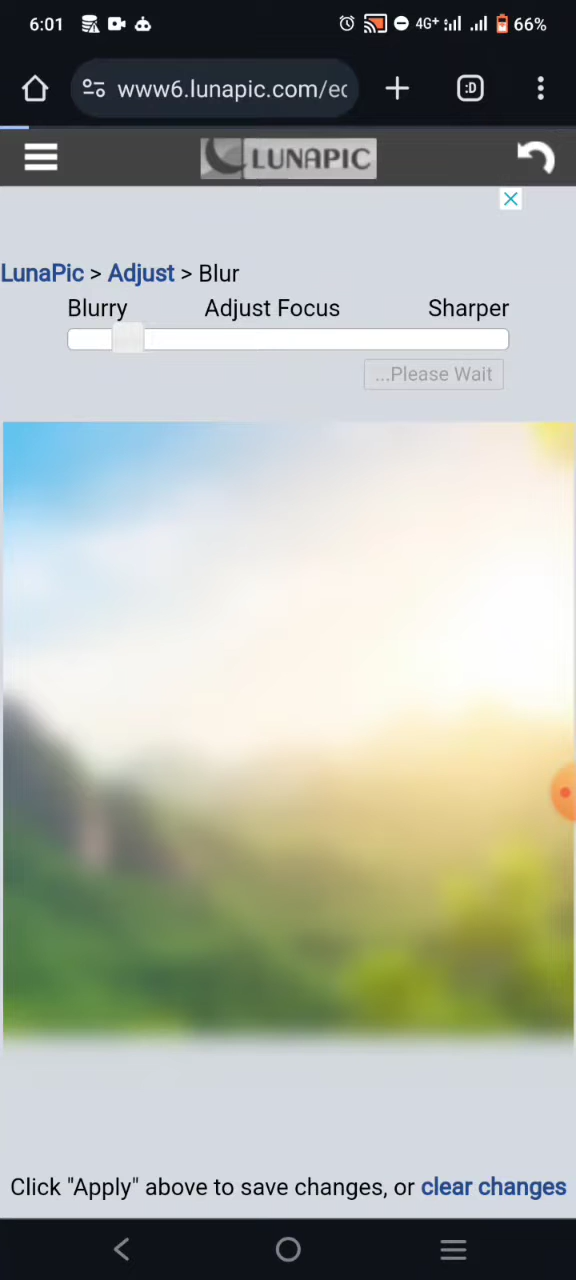 6:01 4G+ 66%
www6.lunapic.com/ec
:D
LUNAPIC
LunaPic > Adjust > Blur
Blurry Adjust Focus Sharper
...Please Wait
Click "Apply" above to save changes, or clear changes